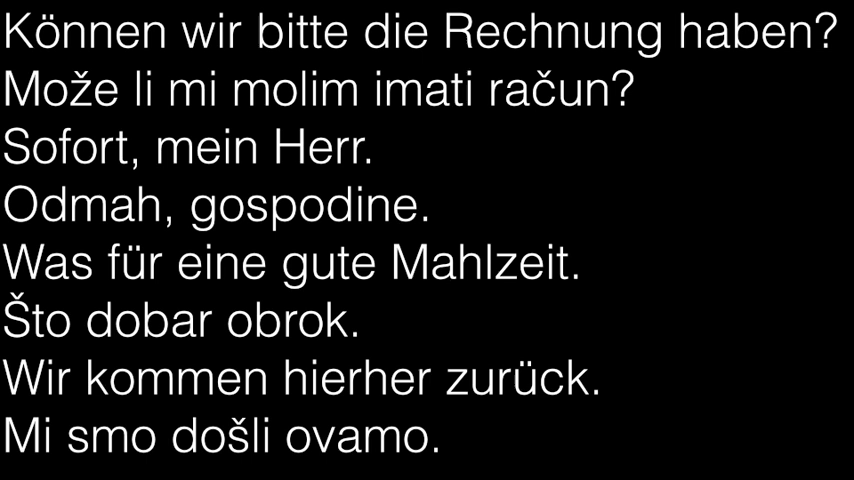 Können wir bitte die Rechnung haben?
Može li mi molim imati račun?
Sofort, mein Herr.
Odmah, gospodine.
Was für eine gute Mahlzeit.
Što dobar obrok.
Wir kommen hierher zurück.
Mi smo došli ovamo.